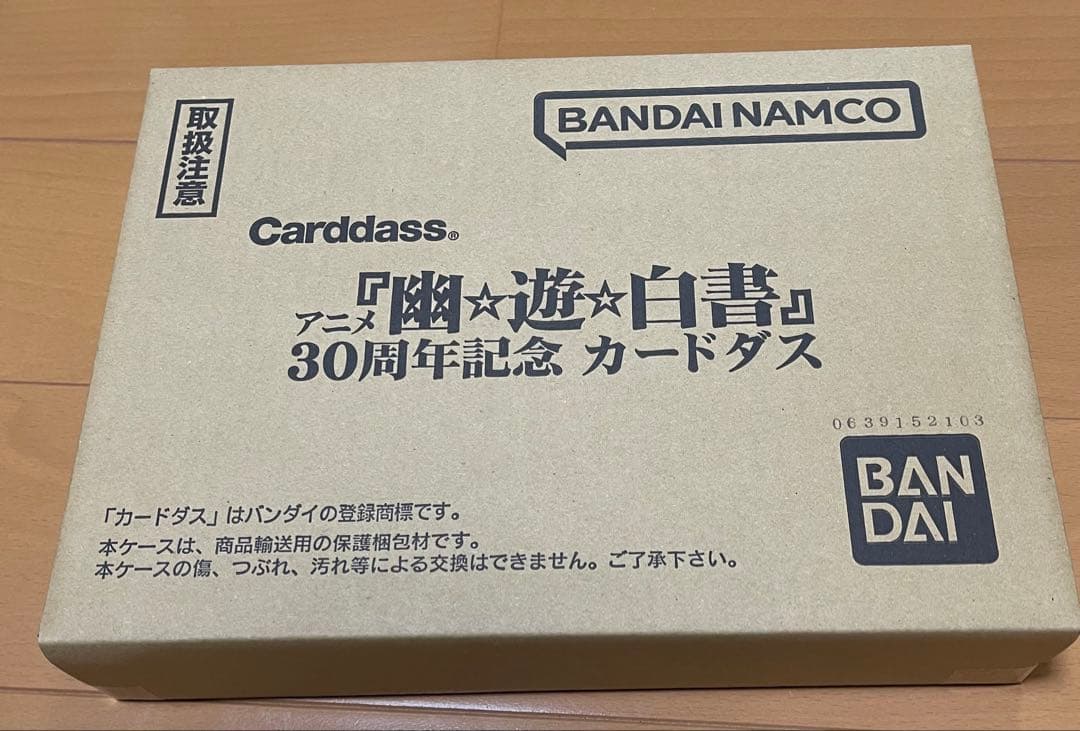 取扱注意
BANDAI NAMCO
Carddass®
アニメ『幽☆遊☆白書』
30周年記念 カードダス
0639152103
BAN
DAI
「カードダス」はバンダイの登録商標です。
本ケースは、商品輸送用の保護梱包材です。
本ケースの傷、つぶれ、汚れ等による交換はできません。ご了承下さい。